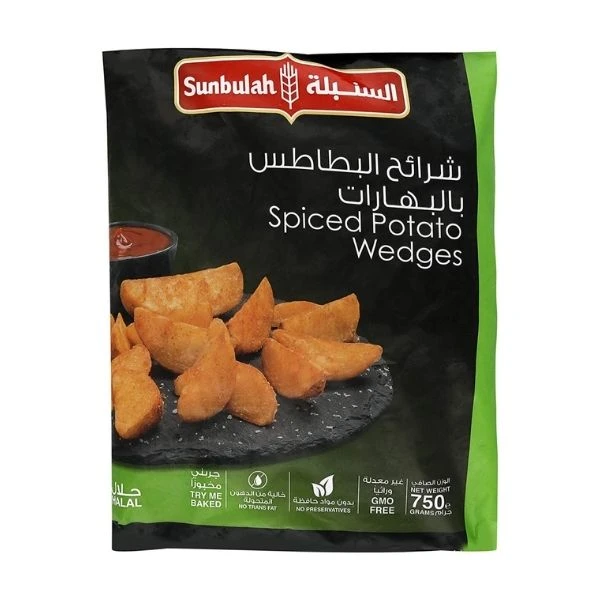 Sunbulah السنبلة
شرائح البطاطس
بالبهارات
Spiced Potato
Wedges
حلال
HALAL
جربني
مخبوزاً
TRY ME
BAKED
خالية من الدهون
المتحولة
NO TRANS FAT
بدون مواد حافظة
NO PRESERVATIVES
غير معدلة
وراثياً
GMO
FREE
الوزن الصافي
NET WEIGHT
750 e
GRAMS/جرام